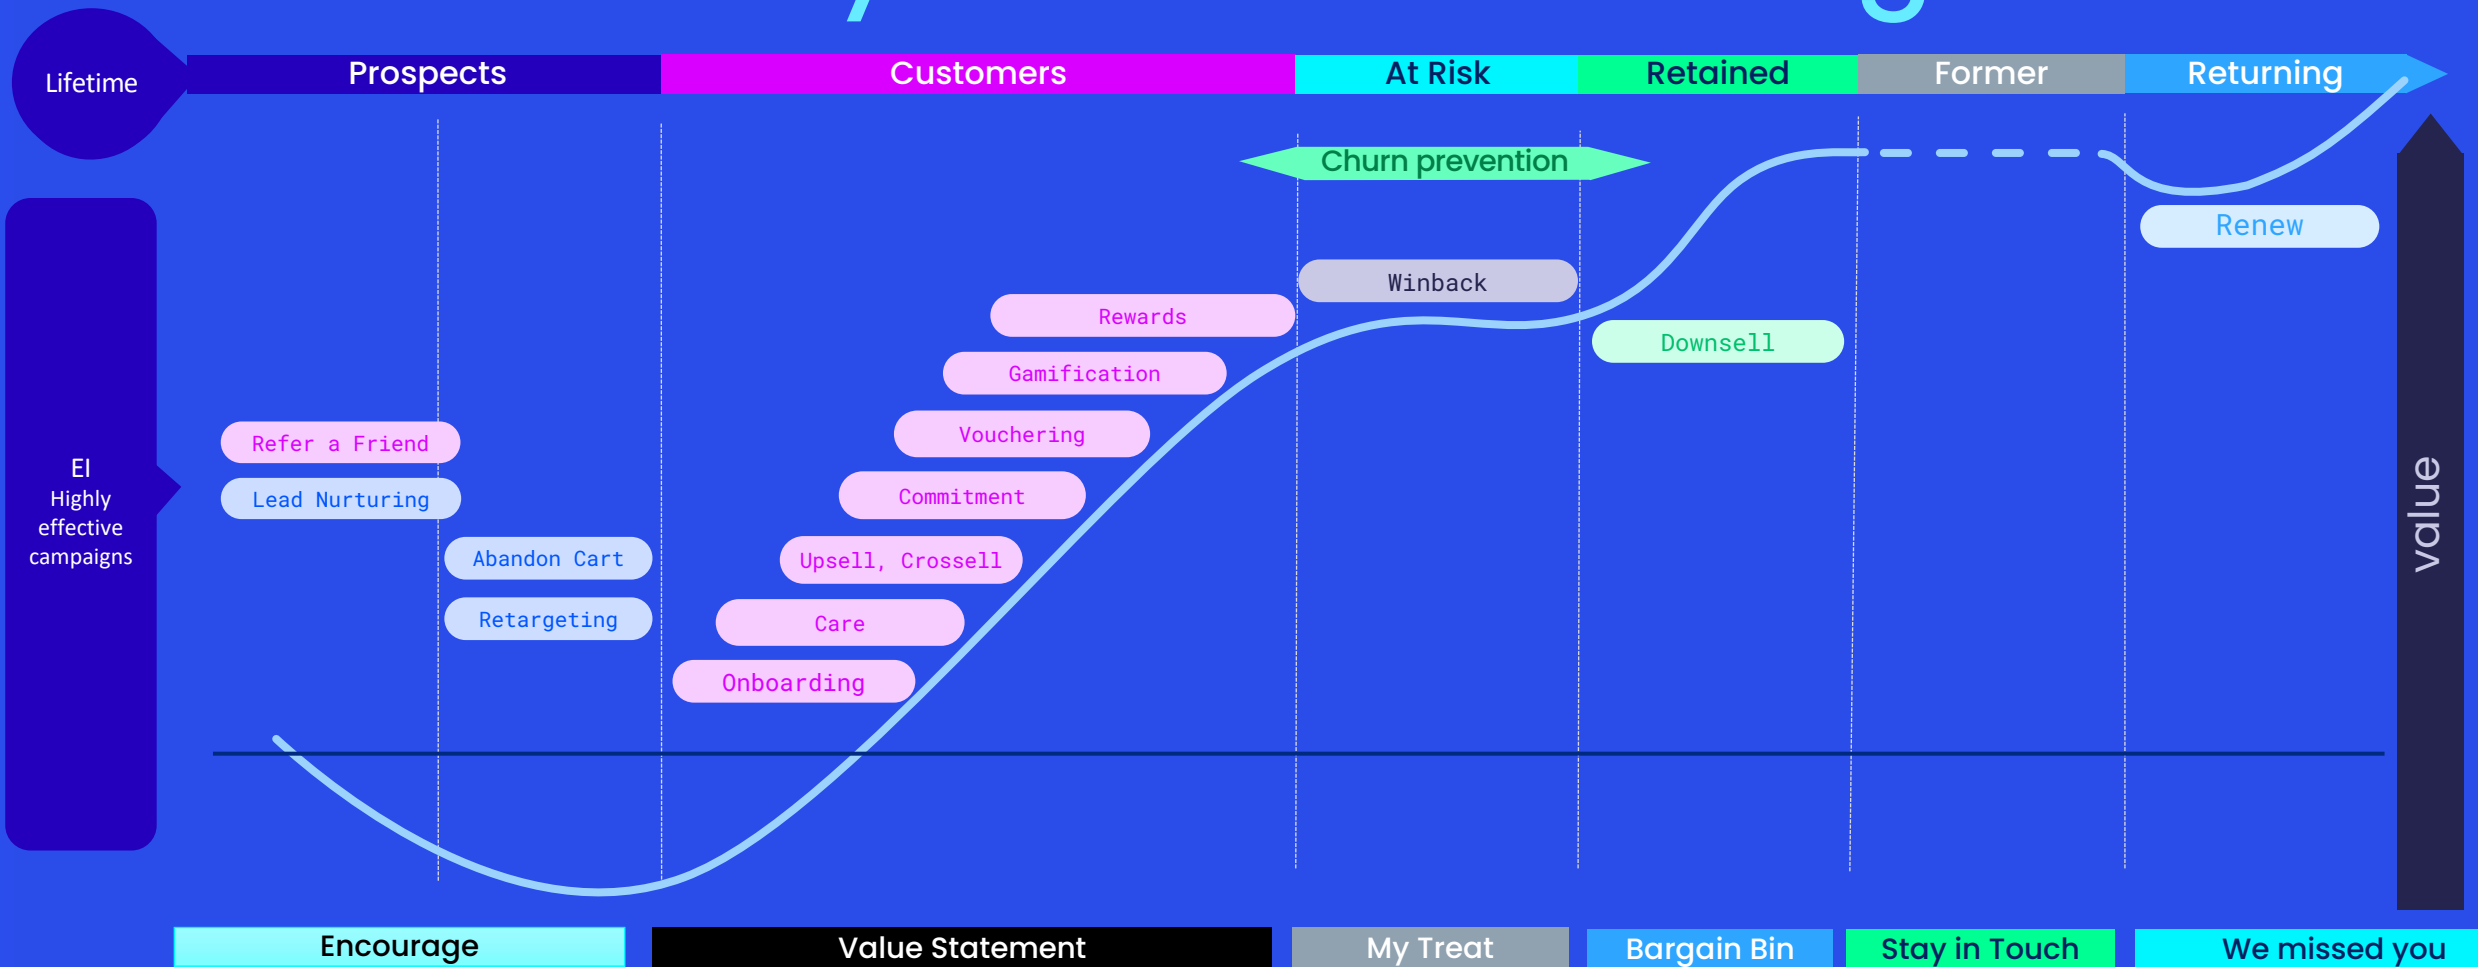 Lifetime
Prospects
Customers
At Risk
Retained
Former
Returning
Churn prevention
Renew
Winback
Rewards
Downsell
Gamification
Vouchering
Refer a Friend
Lead Nurturing
Commitment
Abandon Cart
Upsell, Crossell
Retargeting
Care
Onboarding
EI
Highly
effective
campaigns
value
Encourage
Value Statement
My Treat
Bargain Bin
Stay in Touch
We missed you